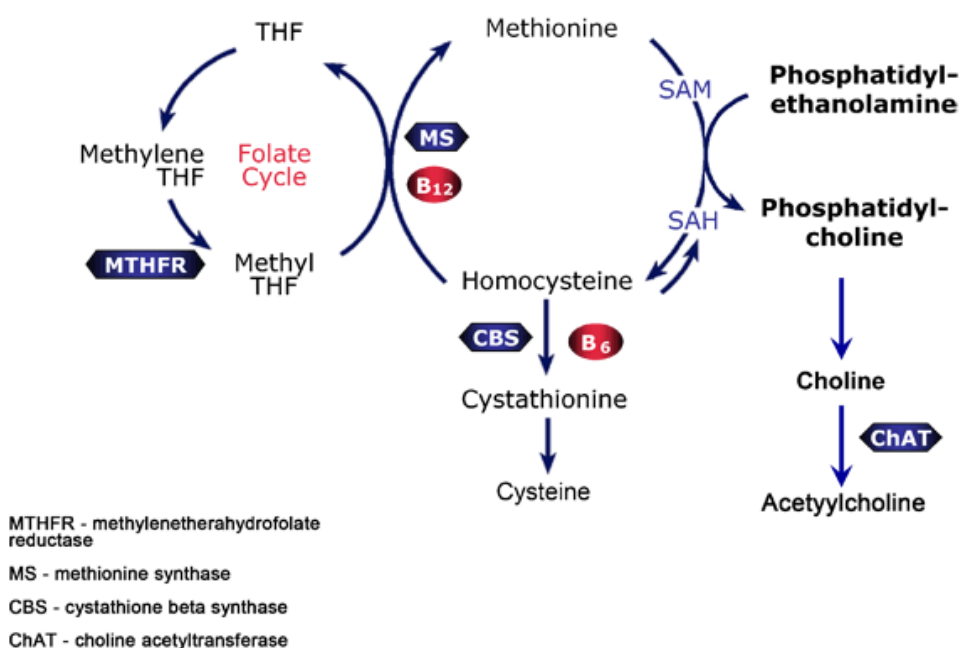 THF
Methionine
SAM
Phosphatidyl-
ethanolamine
MS
Methylene
THF
Folate
Cycle
B12
SAH
Phosphatidyl-
choline
MTHFR
Methyl
THF
Homocysteine
CBS
B 6
Choline
Cystathionine
ChAT
Cysteine
Acetyylcholine
MTHFR - methylenetherahydrofolate
reductase
MS - methionine synthase
CBS - cystathione beta synthase
ChAT - choline acetyltransferase